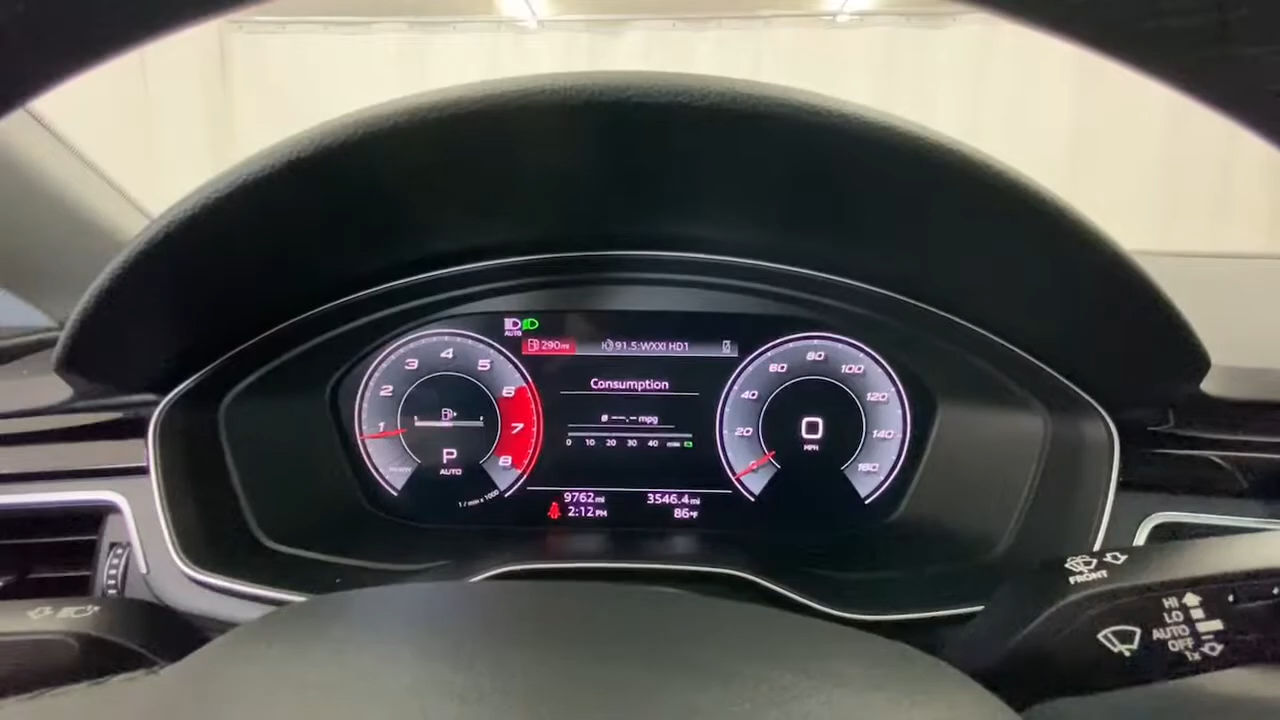 AUTO
290mi
91.5:WXXI HD1
Consumption
ø --.- mpg
0 10 20 30 40
1 2 3 4 5 6 7 8
P
AUTO
1 / min x 1000
0 20 40 60 80 100 120 140 160
0
MPH
9762mi
3546.4mi
2:12PM
86°F
FRONT
HI
LO
AUTO
OFF
1x